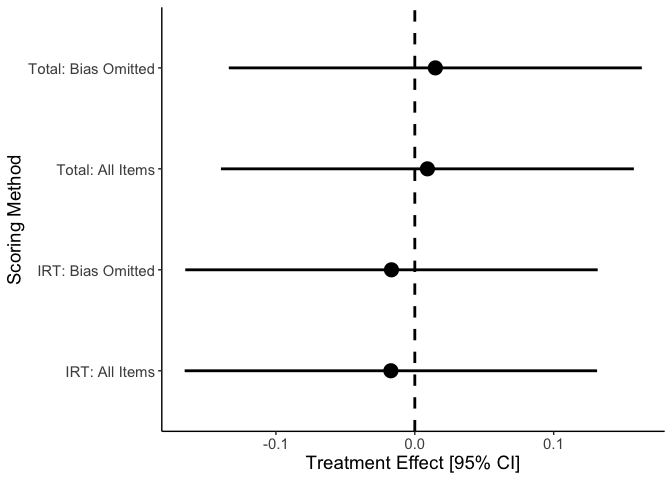 Total: Bias Omitted
Total: All Items
IRT: Bias Omitted
IRT: All Items
Scoring Method
-0.1 0.0 0.1
Treatment Effect [95% CI]